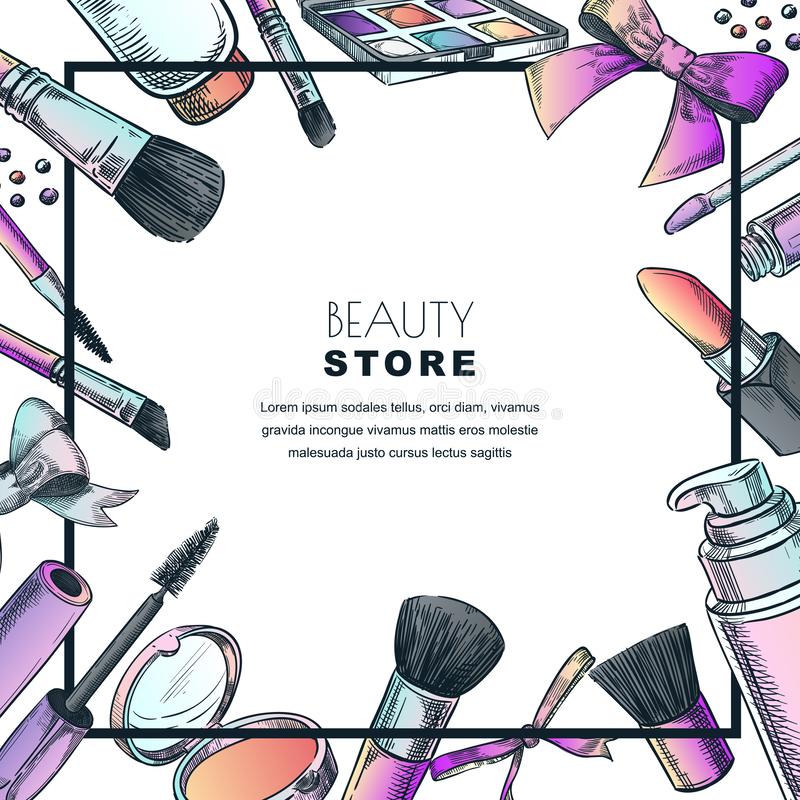 BEAUTY
STORE
Lorem ipsum sodales tellus, orci diam, vivamus
gravida incongue vivamus mattis eros molestie
malesuada justo cursus lectus sagittis